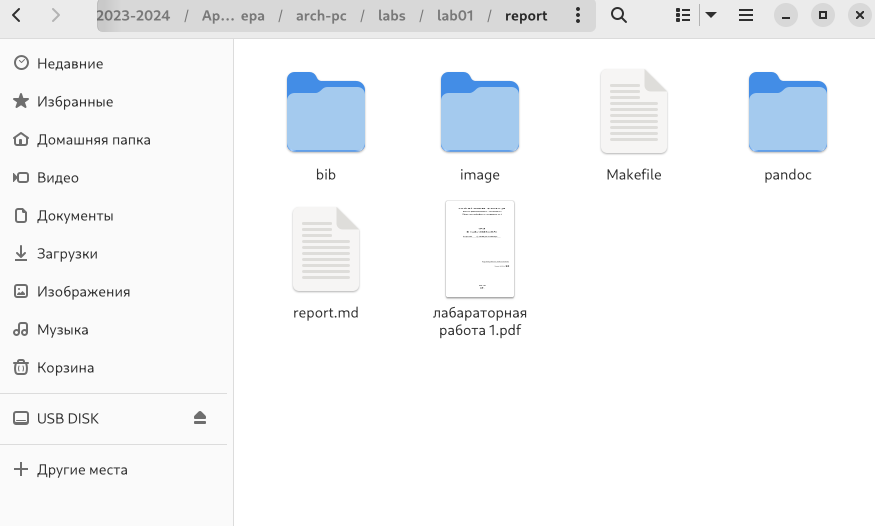 2023-2024 / Ap… ера / arch-pc / labs / lab01 / report
Недавние
Избранные
Домашняя папка
Видео
Документы
Загрузки
Изображения
Музыка
Корзина
USB DISK
Другие места
bib
image
Makefile
pandoc
report.md
лабараторная
работа 1.pdf